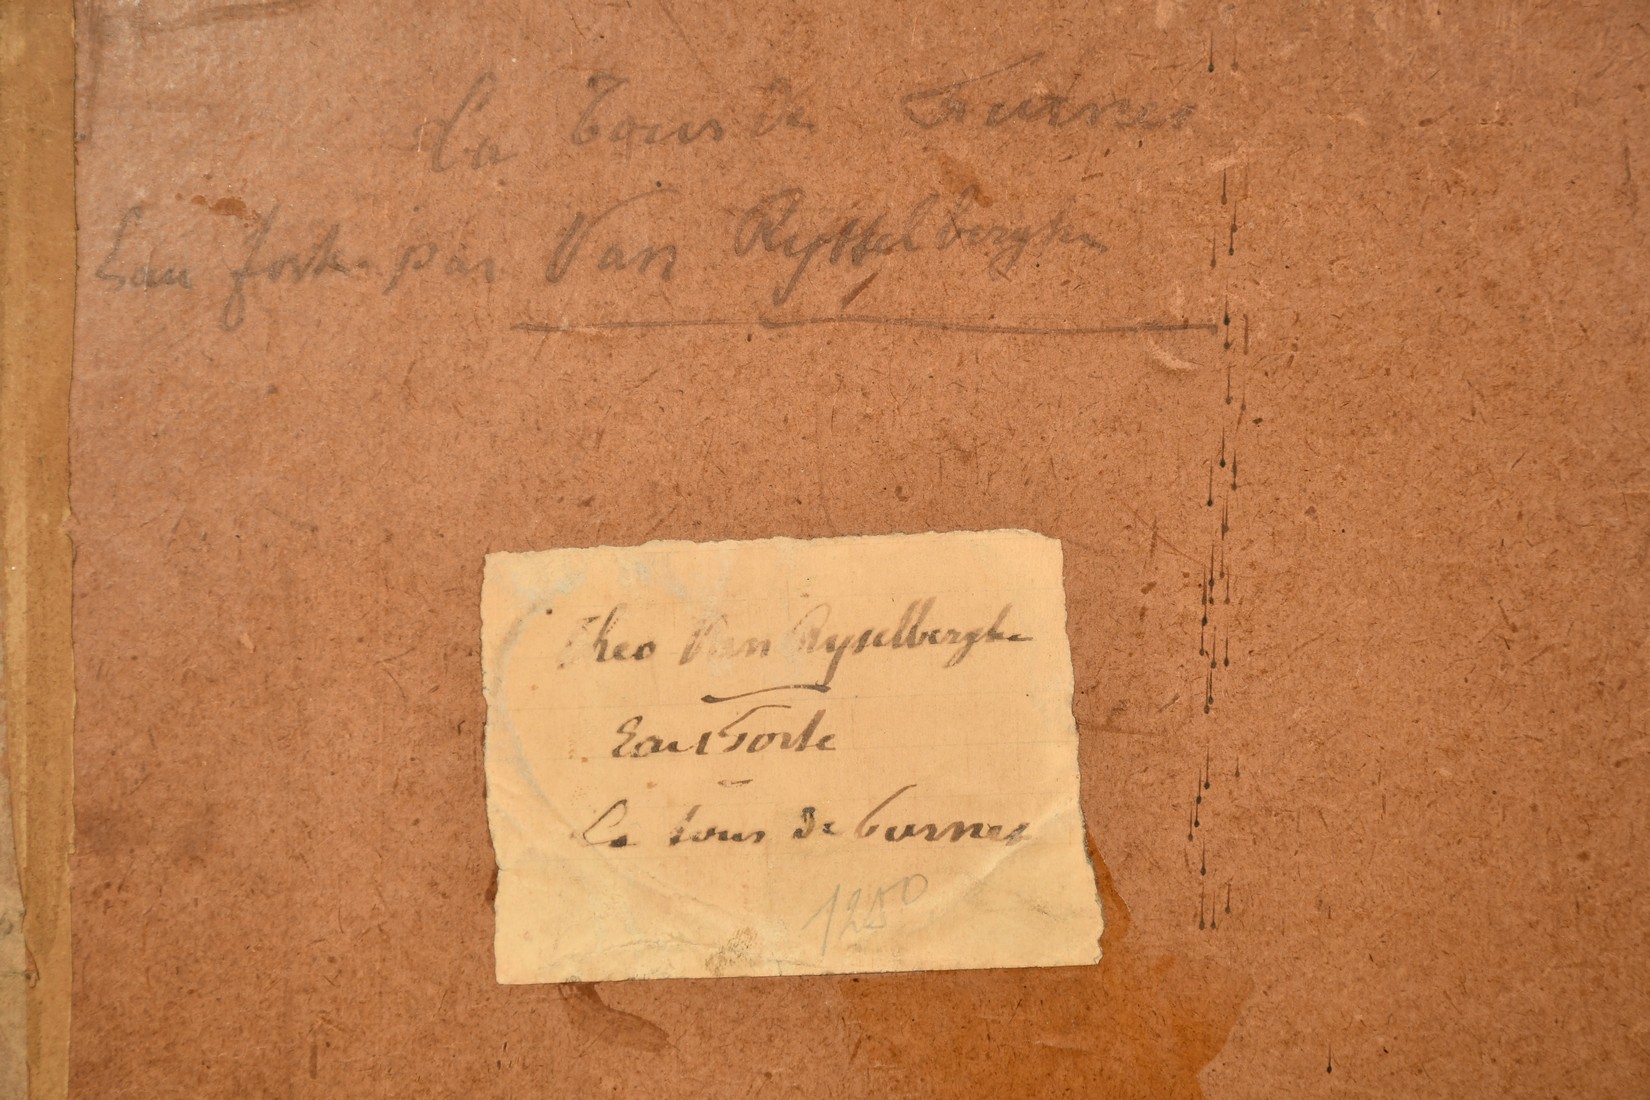 La Tour de Furnes
Eau forte par Van Rysselberghe
Theo Van Rysselberghe
Eau Forte
La tour de Furnes
1250